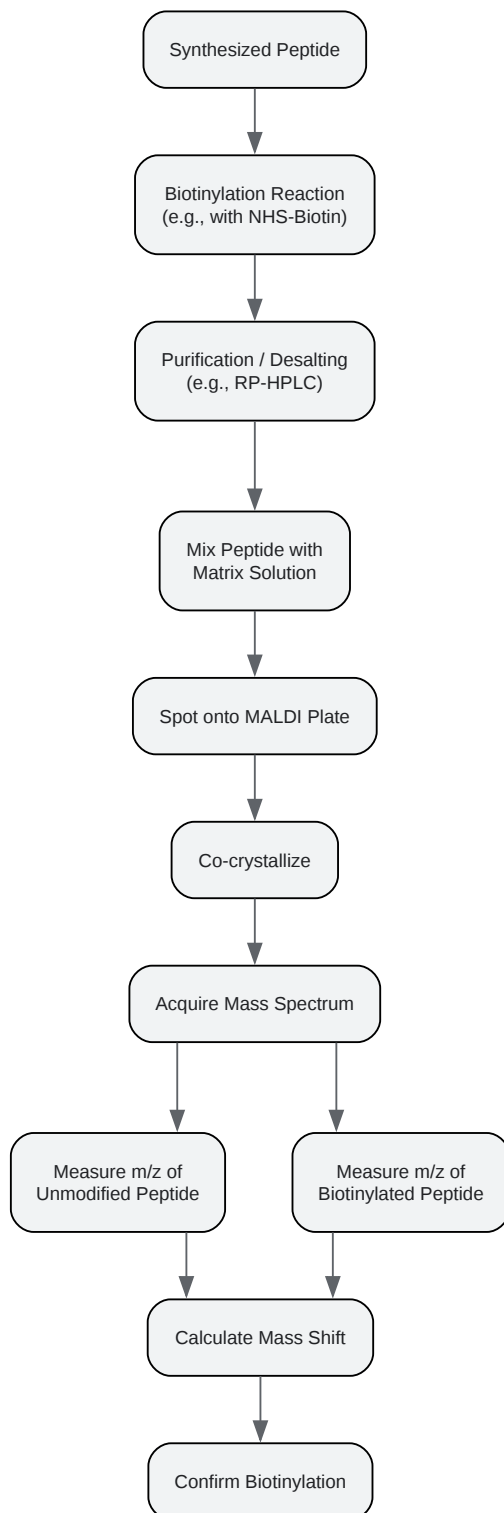 Synthesized Peptide
Biotinylation Reaction
(e.g., with NHS-Biotin)
Purification / Desalting
(e.g., RP-HPLC)
Mix Peptide with
Matrix Solution
Spot onto MALDI Plate
Co-crystallize
Acquire Mass Spectrum
Measure m/z of
Unmodified Peptide
Measure m/z of
Biotinylated Peptide
Calculate Mass Shift
Confirm Biotinylation